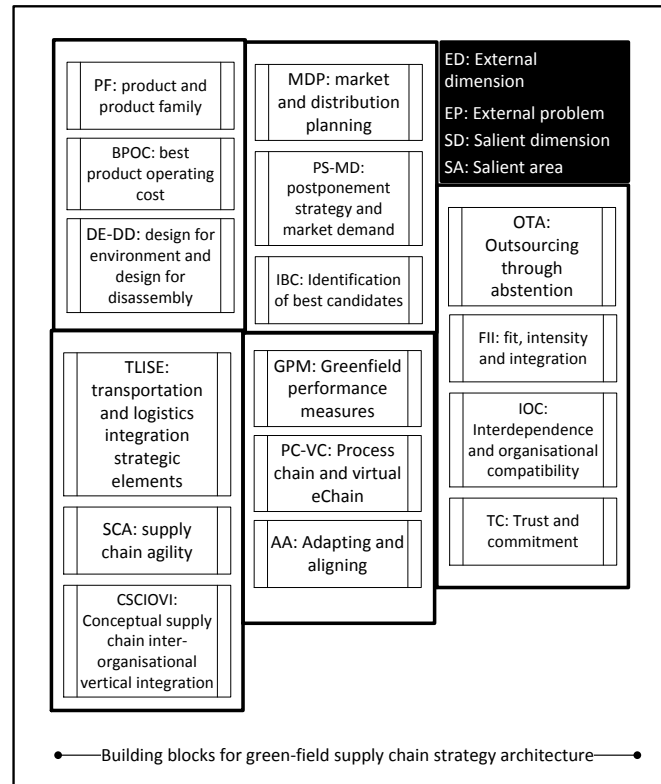 PF: product and
product family
BPOC: best
product operating
cost
DE-DD: design for
environment and
design for
disassembly
MDP: market
and distribution
planning
PS-MD:
postponement
strategy and
market demand
IBC: Identification
of best candidates
ED: External
dimension
EP: External problem
SD: Salient dimension
SA: Salient area
OTA:
Outsourcing
through
abstention
FII: fit, intensity
and integration
IOC:
Interdependence
and organisational
compatibility
TC: Trust and
commitment
TLISE:
transportation
and logistics
integration
strategic
elements
SCA: supply
chain agility
CSCIOVI:
Conceptual supply
chain inter-
organisational
vertical integration
GPM: Greenfield
performance
measures
PC-VC: Process
chain and virtual
eChain
AA: Adapting and
aligning
Building blocks for green-field supply chain strategy architecture